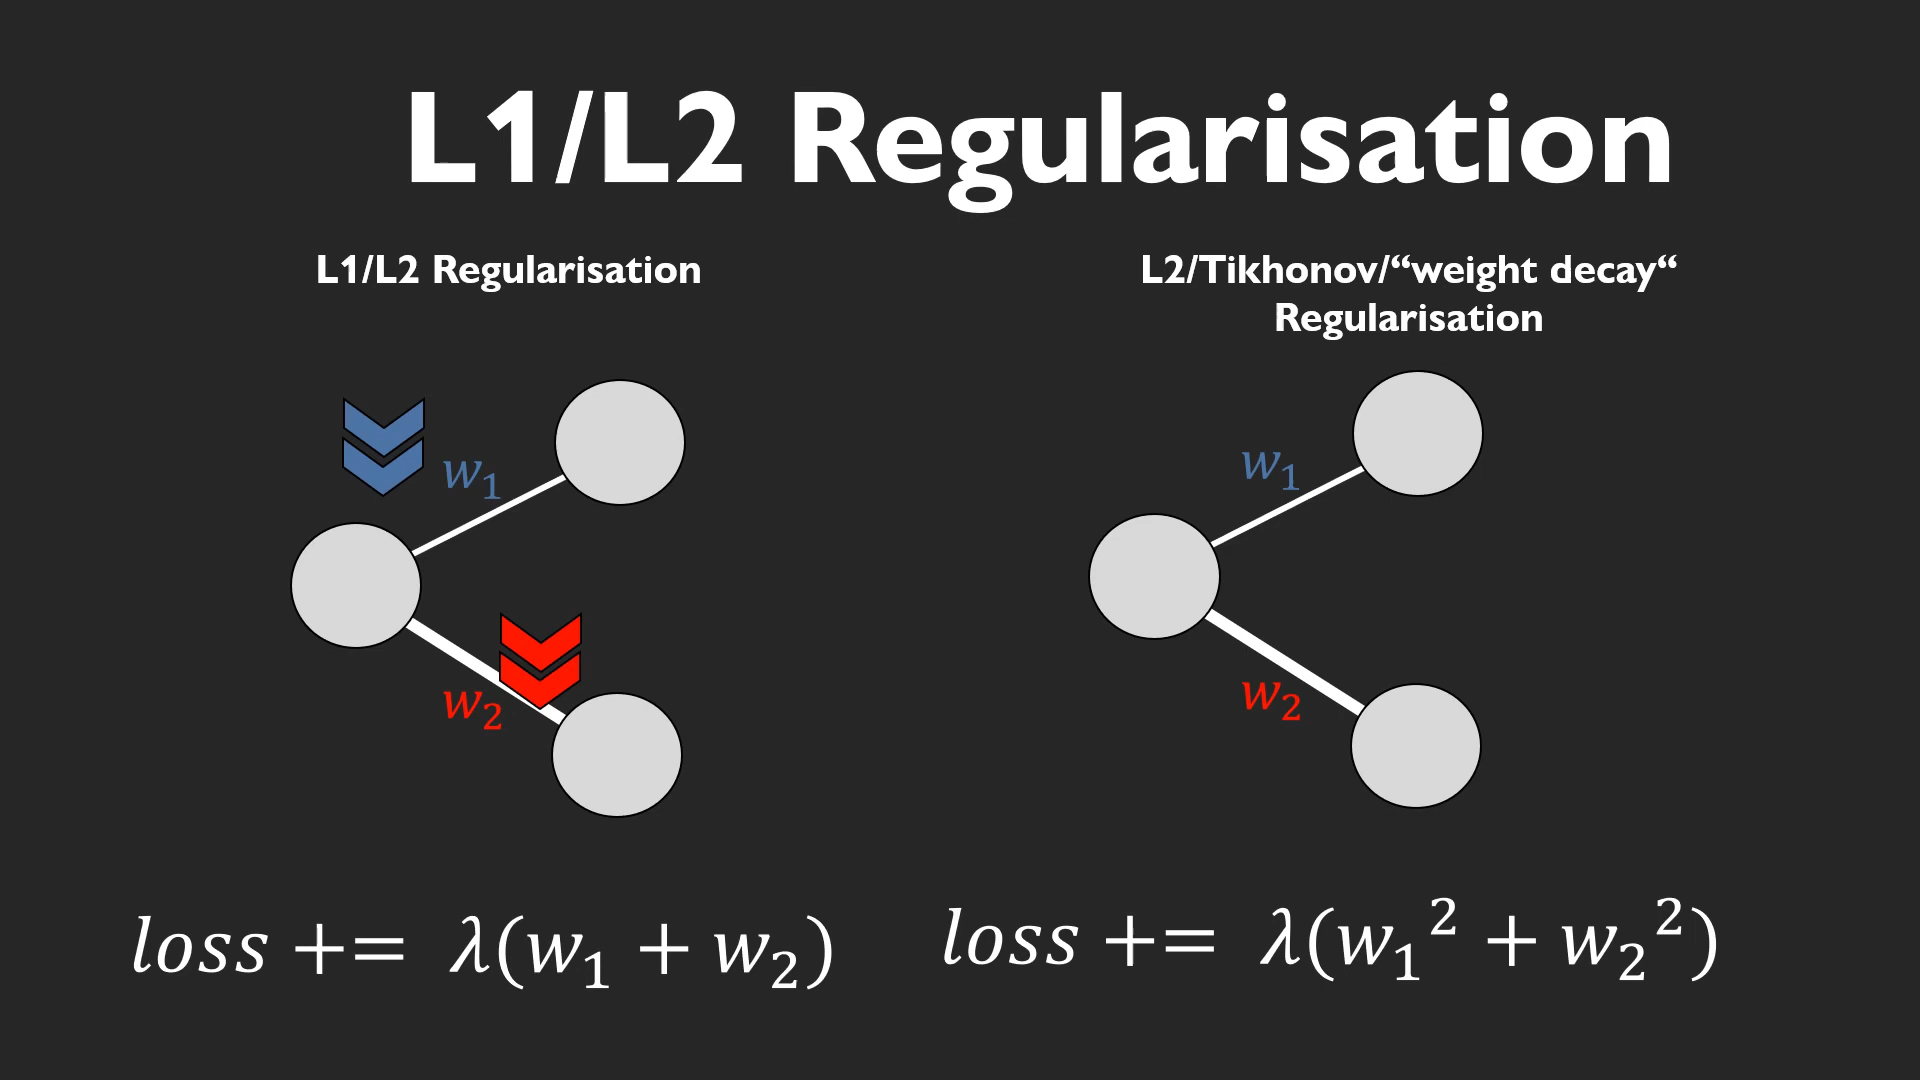 L1/L2 Regularisation
L1/L2 Regularisation
L2/Tikhonov/“weight decay“
Regularisation
w₁
w₂
w₁
w₂
loss += λ(w₁ + w₂)
loss += λ(w₁² + w₂²)